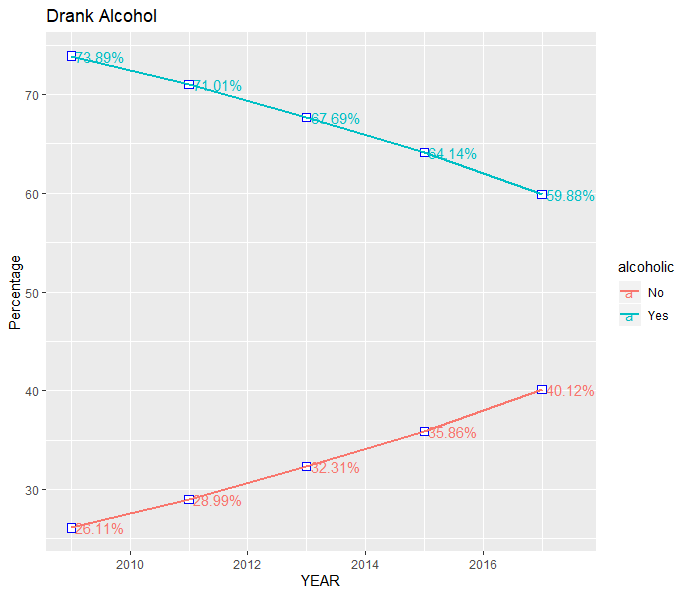 Drank Alcohol
73.89%
71.01%
67.69%
64.14%
59.88%
40.12%
35.86%
32.31%
28.99%
26.11%
70
60
50
40
30
Percentage
2010 2012 2014 2016
YEAR
alcoholic
a No
a Yes